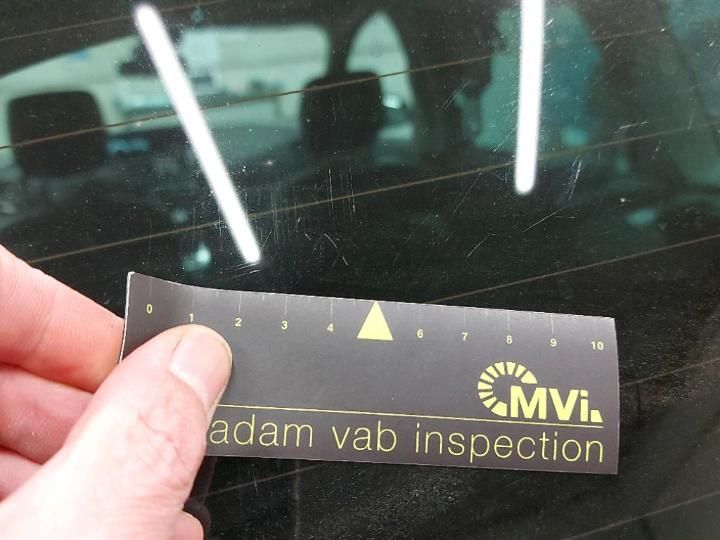 0 1 2 3 4 6 7 8 9 10
MVi.
adam vab inspection